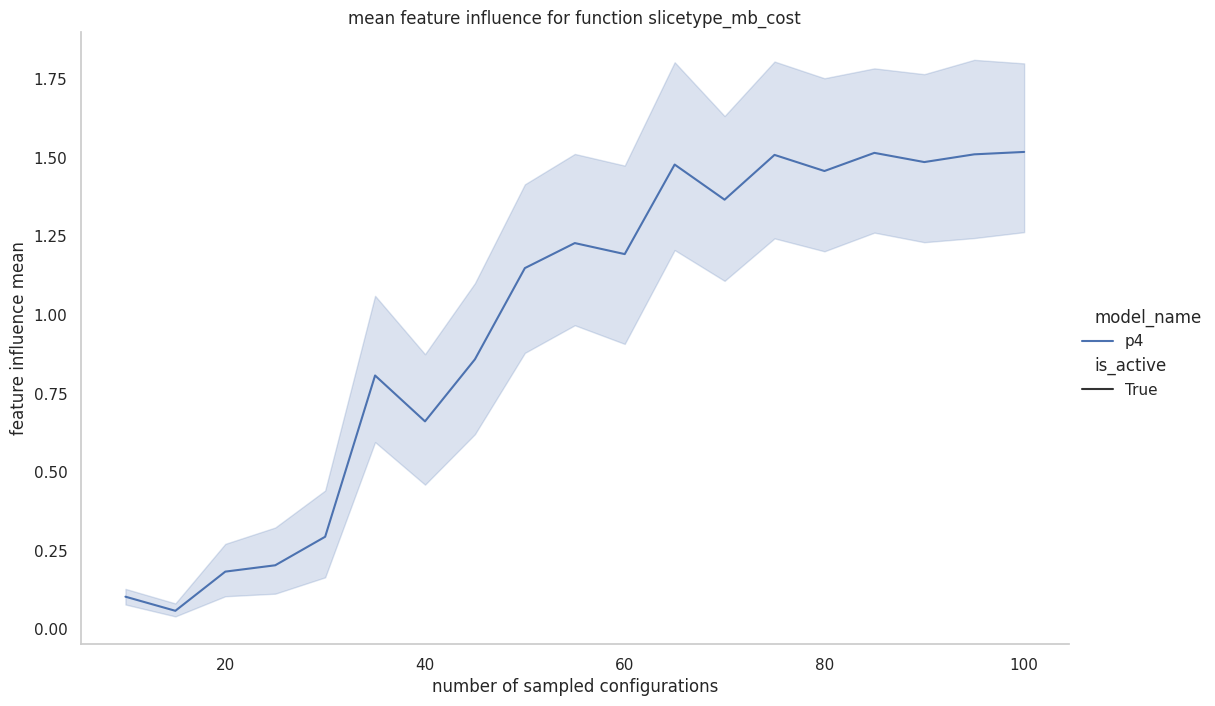 mean feature influence for function slicetype_mb_cost
feature influence mean
1.75
1.50
1.25
1.00
0.75
0.50
0.25
0.00
20
40
60
80
100
number of sampled configurations
model_name
p4
is_active
True